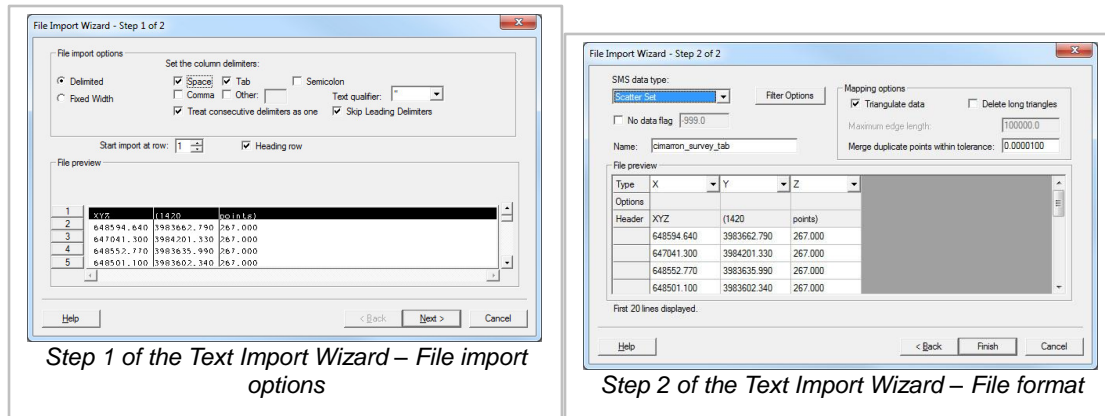 File Import Wizard - Step 1 of 2
File import options
Set the column delimiters:
Delimited
Space
Tab
Semicolon
Fixed Width
Comma
Other:
Text qualifier:
"
Treat consecutive delimiters as one
Skip Leading Delimiters
Start import at row:
1
Heading row
File preview
1 XYZ (1420 points)
2 648594.640 3983662.790 267.000
3 647041.300 3984201.330 267.000
4 648552.770 3983635.990 267.000
5 648501.100 3983602.340 267.000
Help
< Back
Next >
Cancel
Step 1 of the Text Import Wizard – File import
options
File Import Wizard - Step 2 of 2
SMS data type:
Scatter Set
Filter Options
No data flag
-999.0
Name:
cimarron_survey_tab
Mapping options
Triangulate data
Delete long triangles
Maximum edge length:
100000.0
Merge duplicate points within tolerance:
0.0000100
File preview
Type X Y Z
Options
Header XYZ (1420 points)
648594.640 3983662.790 267.000
647041.300 3984201.330 267.000
648552.770 3983635.990 267.000
648501.100 3983602.340 267.000
First 20 lines displayed.
Help
< Back
Finish
Cancel
Step 2 of the Text Import Wizard – File format